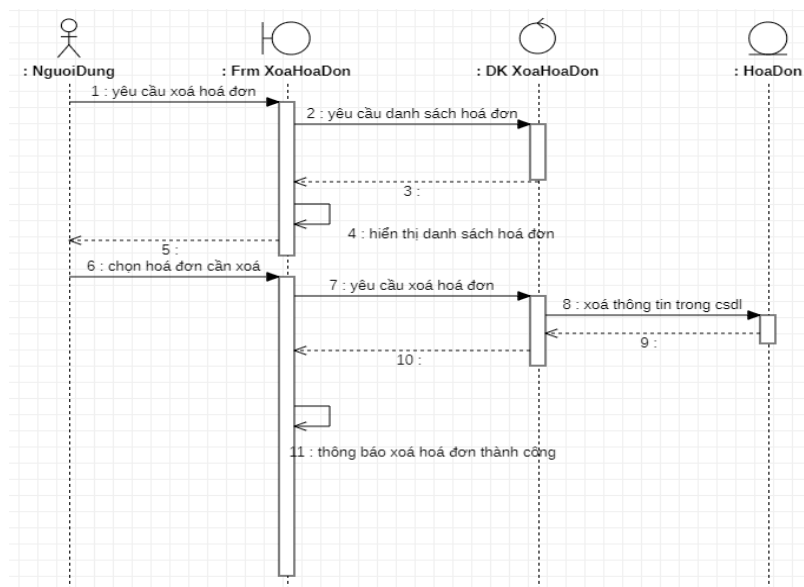 : NguoiDung
: Frm XoaHoaDon
: DK XoaHoaDon
: HoaDon
1 : yêu cầu xoá hoá đơn
2 : yêu cầu danh sách hoá đơn
3 :
4 : hiển thị danh sách hoá đơn
5 :
6 : chọn hoá đơn cần xoá
7 : yêu cầu xoá hoá đơn
8 : xoá thông tin trong csdl
9 :
10 :
11 : thông báo xoá hoá đơn thành công